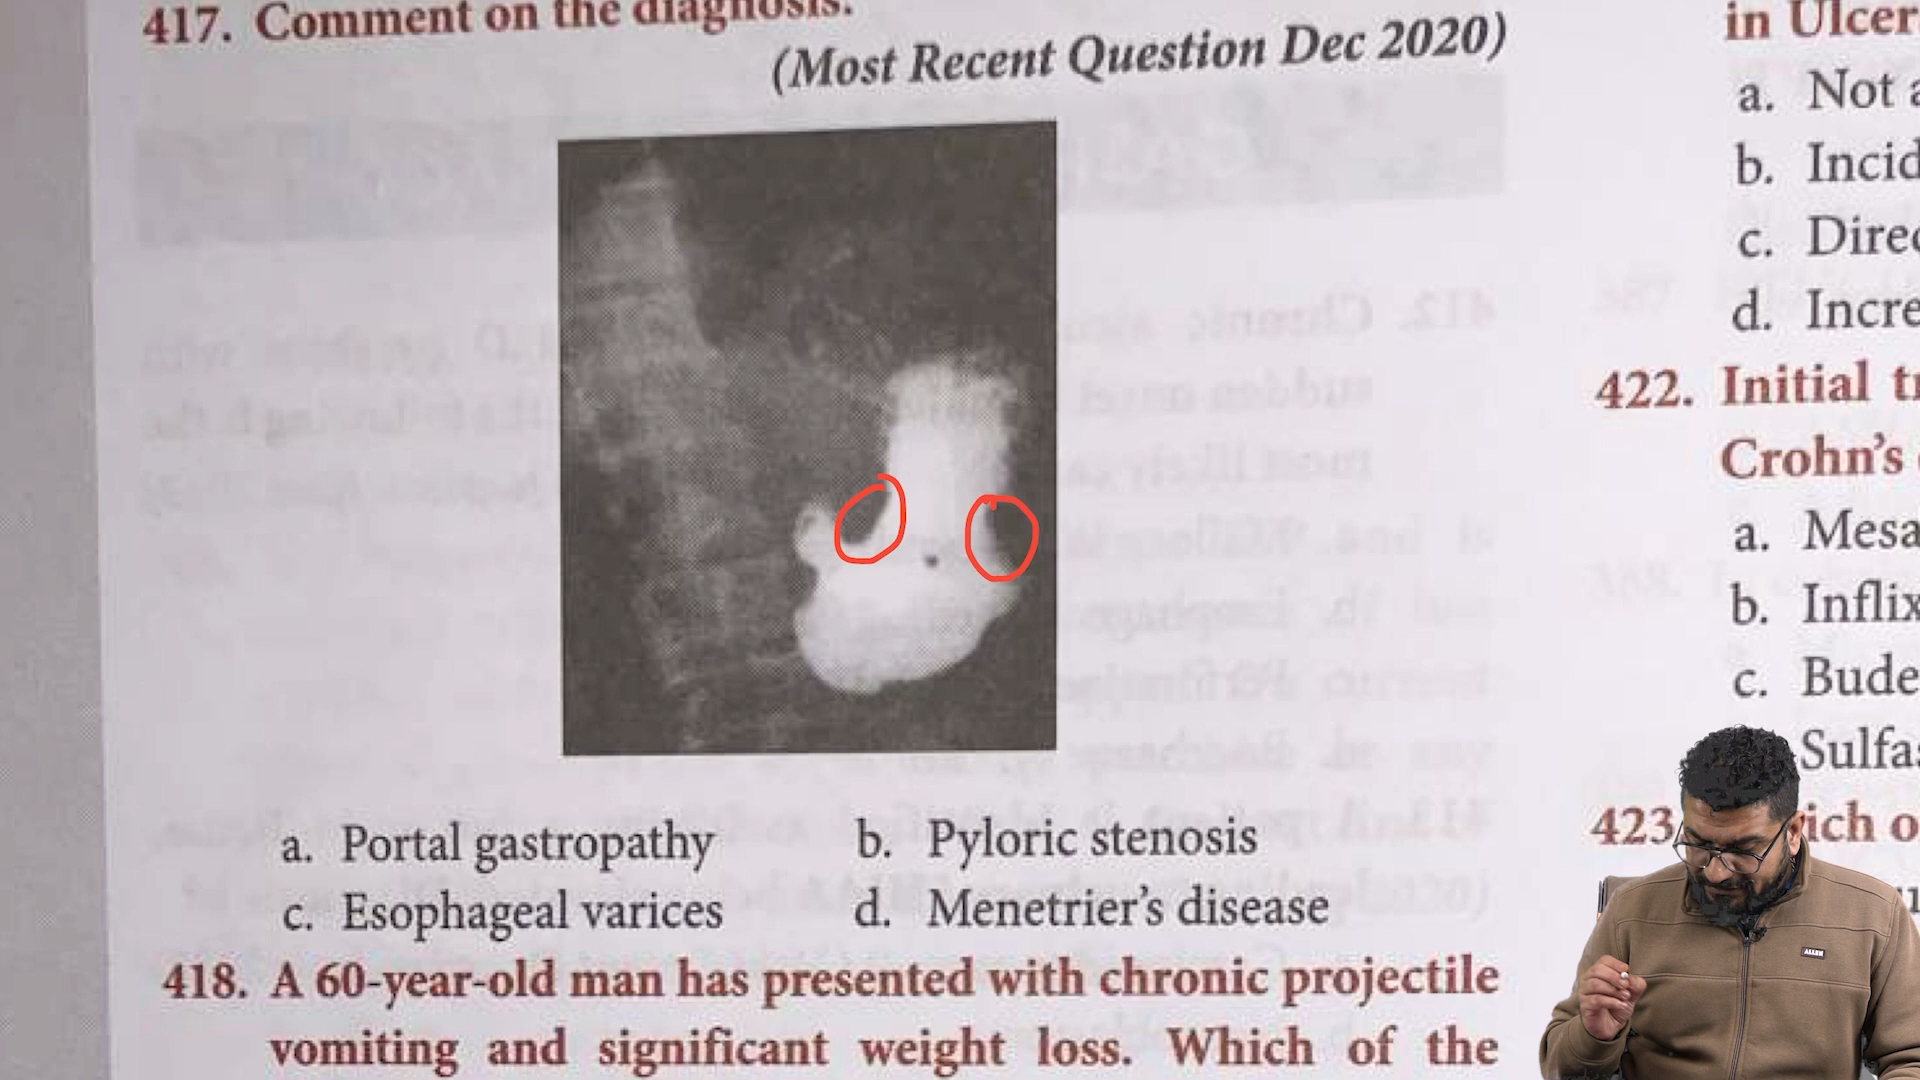 417. Comment on the diagnosis.
(Most Recent Question Dec 2020)
a. Portal gastropathy
b. Pyloric stenosis
c. Esophageal varices
d. Menetrier's disease
418. A 60-year-old man has presented with chronic projectile
vomiting and significant weight loss. Which of the
in Ulcer
a. Not a
b. Incid
c. Direc
d. Incre
422. Initial tr
Crohn's
a. Mesa
b. Inflix
c. Bude
Sulfas
423
ich o
ALLEN